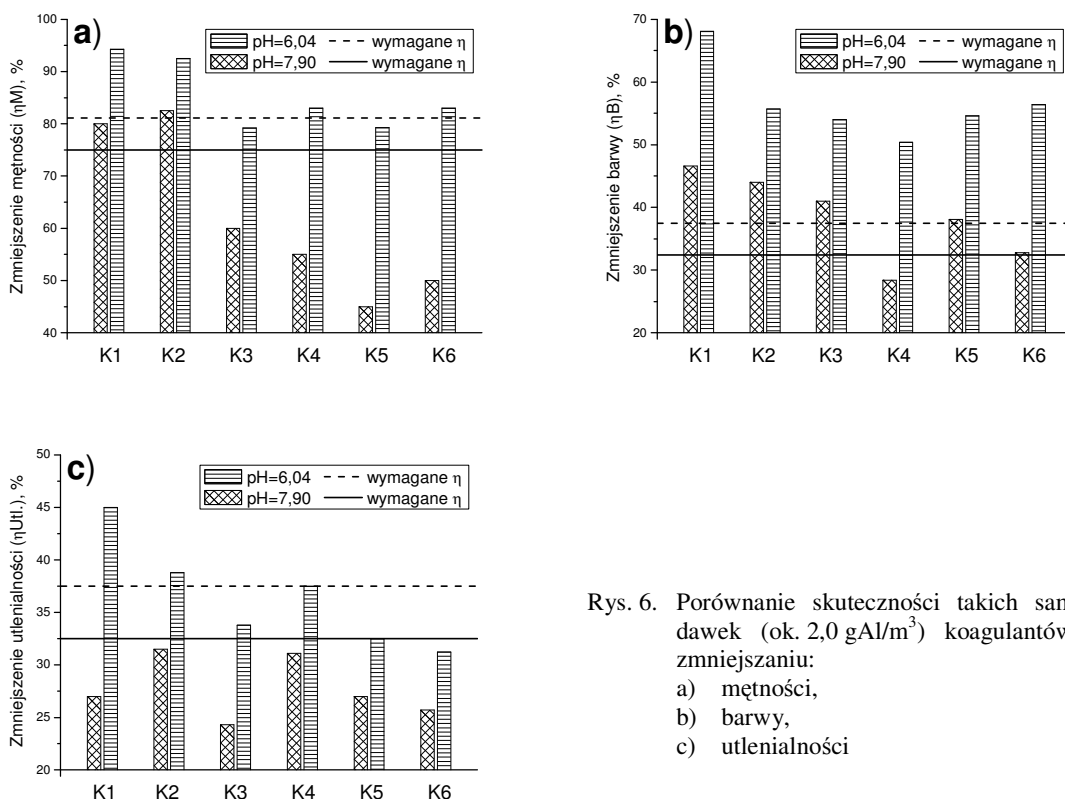 a)
pH=6,04 wymagane η
pH=7,90 wymagane η
Zmniejszenie mętności (ηM), %
100
90
80
70
60
50
40
K1 K2 K3 K4 K5 K6
b)
pH=6,04 wymagane η
pH=7,90 wymagane η
Zmniejszenie barwy (ηB), %
70
60
50
40
30
20
K1 K2 K3 K4 K5 K6
c)
pH=6,04 wymagane η
pH=7,90 wymagane η
Zmniejszenie utlenialności (ηUtl.), %
50
45
40
35
30
25
20
K1 K2 K3 K4 K5 K6
Rys. 6. Porównanie skuteczności takich sam
dawek (ok. 2,0 gAl/m³) koagulantów
zmniejszaniu:
a) mętności,
b) barwy,
c) utlenialności